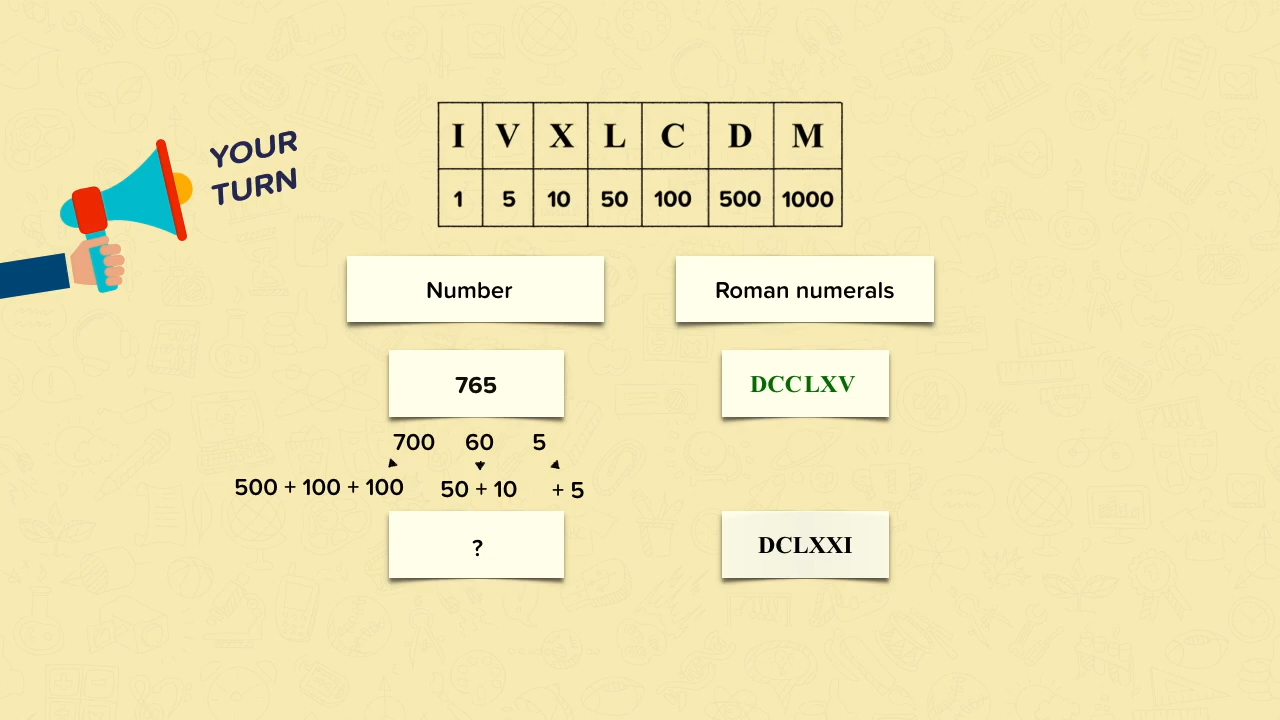 YOUR
TURN
I V X L C D M
1 5 10 50 100 500 1000
Number Roman numerals
765 DCCLXV
700 60 5
500 + 100 + 100 50 + 10 + 5
? DCLXXI